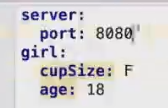 server:
  port: 8080
girl:
  cupSize: F
  age: 18